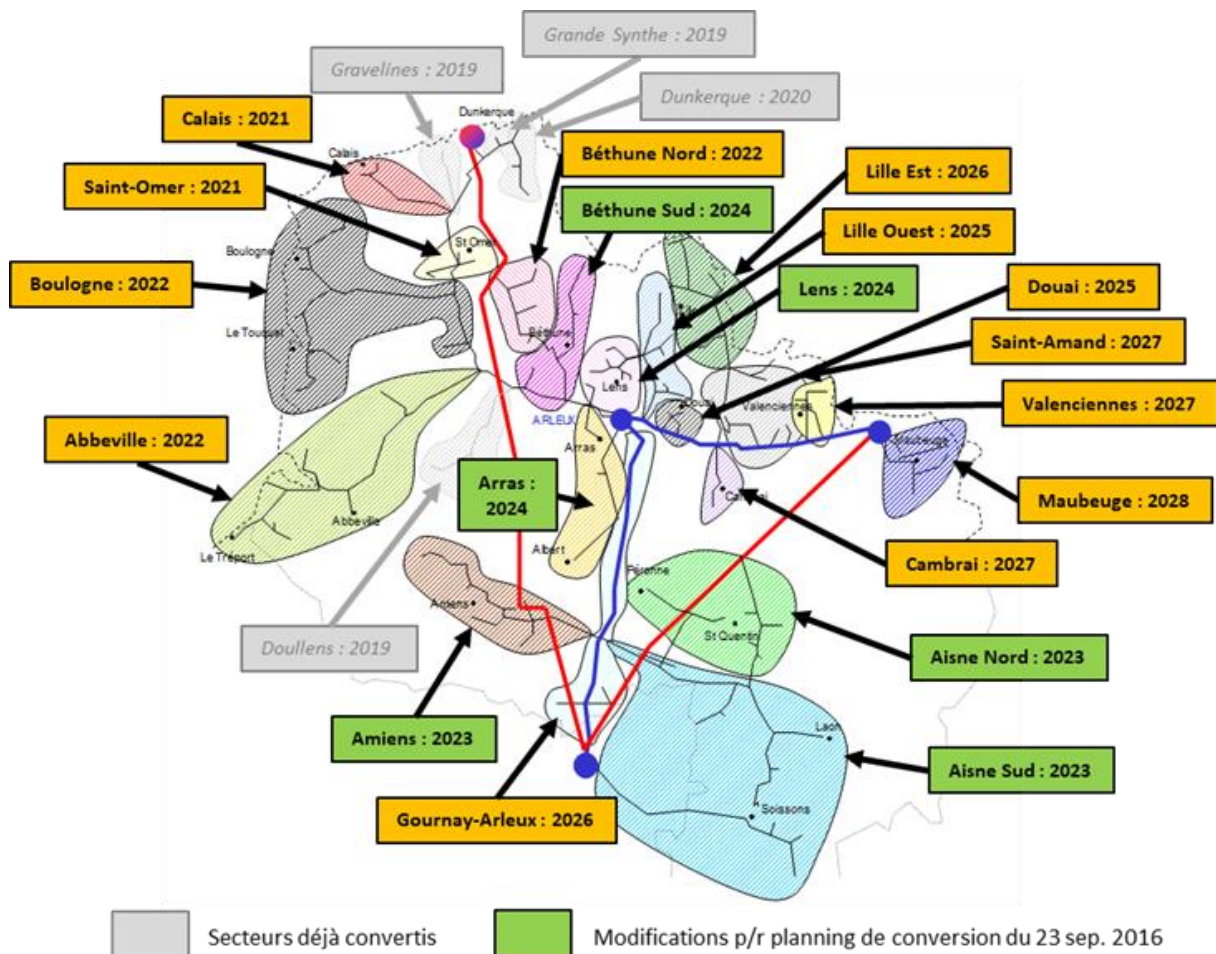 Grande Synthe : 2019
Gravelines : 2019
Dunkerque : 2020
Dunkerque
Calais : 2021
Béthune Nord : 2022
Calais
Lille Est : 2026
Saint-Omer : 2021
Béthune Sud : 2024
Lille Ouest : 2025
St Omer
Boulogne
Boulogne : 2022
Lens : 2024
Douai : 2025
Le Touquet
Béthune
Saint-Amand : 2027
Lens
Valenciennes
Valenciennes : 2027
ARLEUX
Arras
Abbeville : 2022
Maubeuge
Arras :
2024
Maubeuge : 2028
Abbeville
Le Tréport
Albert
Cambrai : 2027
Péronne
Amiens
St Quentin
Doullens : 2019
Aisne Nord : 2023
Amiens : 2023
Laon
Aisne Sud : 2023
Gournay-Arleux : 2026
Soissons
Secteurs déjà convertis
Modifications p/r planning de conversion du 23 sep. 2016